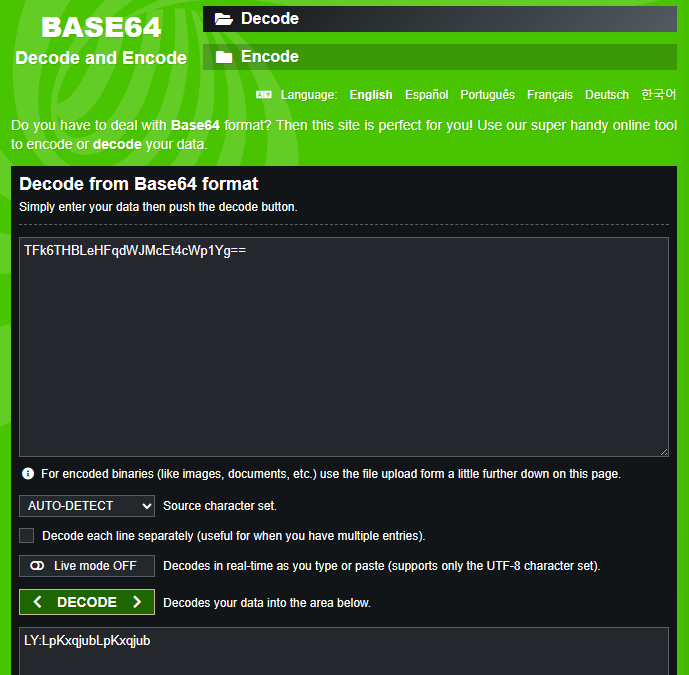 BASE64
Decode and Encode
Decode
Encode
Language: English Español Português Français Deutsch 한국어
Do you have to deal with Base64 format? Then this site is perfect for you! Use our super handy online tool
to encode or decode your data.
Decode from Base64 format
Simply enter your data then push the decode button.
TFk6THBLeHFqdWJMcEt4cWp1Yg==
For encoded binaries (like images, documents, etc.) use the file upload form a little further down on this page.
AUTO-DETECT Source character set.
Decode each line separately (useful for when you have multiple entries).
Live mode OFF Decodes in real-time as you type or paste (supports only the UTF-8 character set).
< DECODE > Decodes your data into the area below.
LY:LpKxqjubLpKxqjub